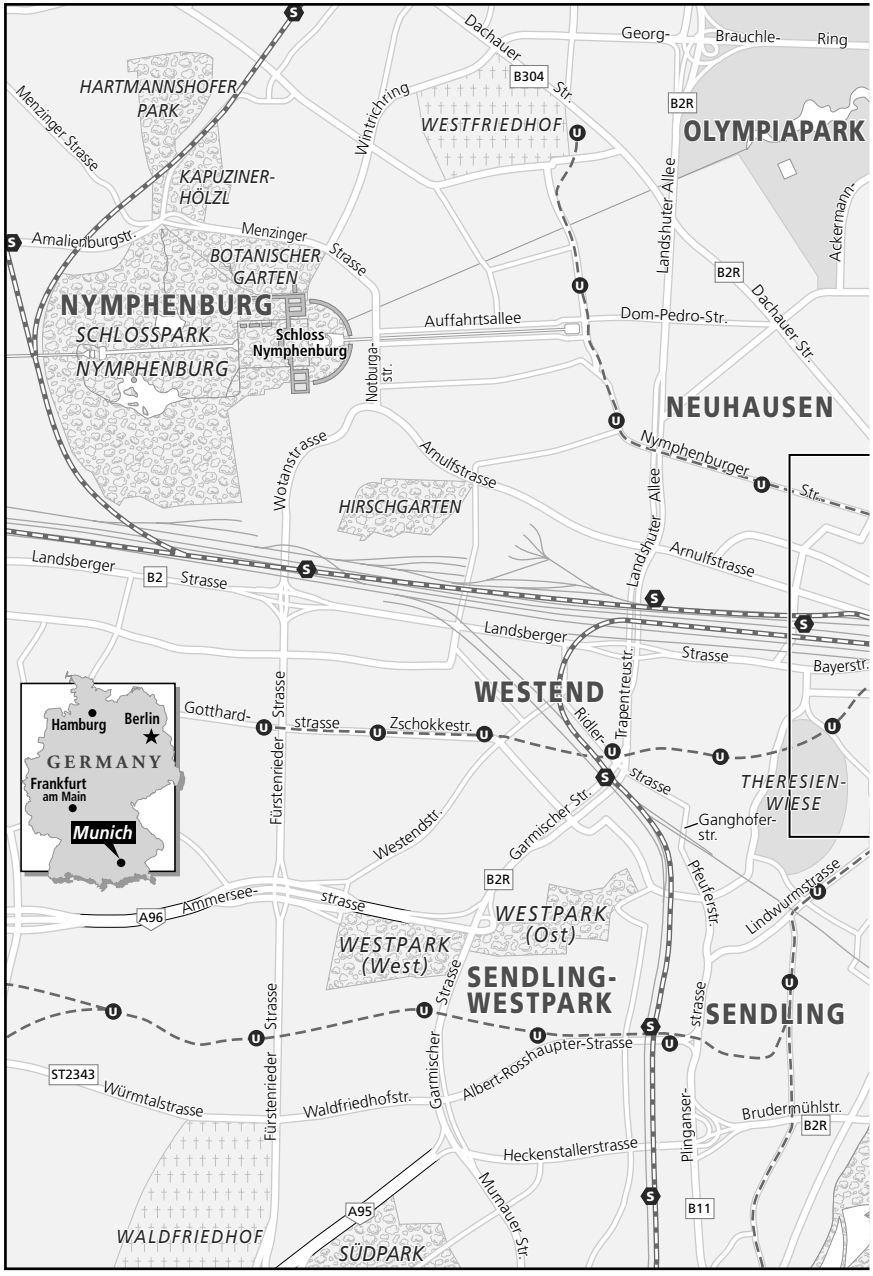 S
Dachauer
Str.
Georg-
Brauchle-
Ring
B304
B2R
HARTMANNSHOFER
PARK
Menzinger Strasse
Wintrichring
WESTFRIEDHOF
U
OLYMPIAPARK
KAPUZINER-
HÖLZL
Landshuter Allee
Ackermann-
S
Amalienburgstr.
Menzinger
Strasse
BOTANISCHER
GARTEN
B2R
U
Dachauer-Str.
NYMPHENBURG
SCHLOSSPARK
NYMPHENBURG
Schloss
Nymphenburg
Auffahrtsallee
Dom-Pedro-Str.
Notburga-
str.
NEUHAUSEN
U
Nymphenburger
Str.
U
Wotanstrasse
Arnulfstrasse
Landshuter
Allee
HIRSCHGARTEN
Arnulfstrasse
Landsberger
Strasse
B2
S
S
S
Landsberger
Strasse
Bayerstr.
WESTEND
Trapentreustr.
Ridler-
strasse
Gotthard-
strasse
U
U
Zschokkestr.
U
U
U
U
S
Fürstenrieder
Strasse
THERESIEN-
WIESE
Hamburg
Berlin
GERMANY
Frankfurt
am Main
Munich
Garmischer Str.
Ganghofer-
str.
Westendstr.
B2R
Pfeuferstr.
Lindwurmstrasse
U
Ammersee-
strasse
A96
WESTPARK
(Ost)
WESTPARK
(West)
SENDLING-
WESTPARK
SENDLING
U
U
U
U
U
S
U
Fürstenrieder
Strasse
Garmischer
Strasse
Albert-Rosshaupter-Strasse
Plinganser-
strasse
ST2343
Würmtalstrasse
Waldfriedhofstr.
Brudermühlstr.
B2R
Heckenstallerstrasse
Murnauer Str.
S
B11
A95
WALDFRIEDHOF
SÜDPARK